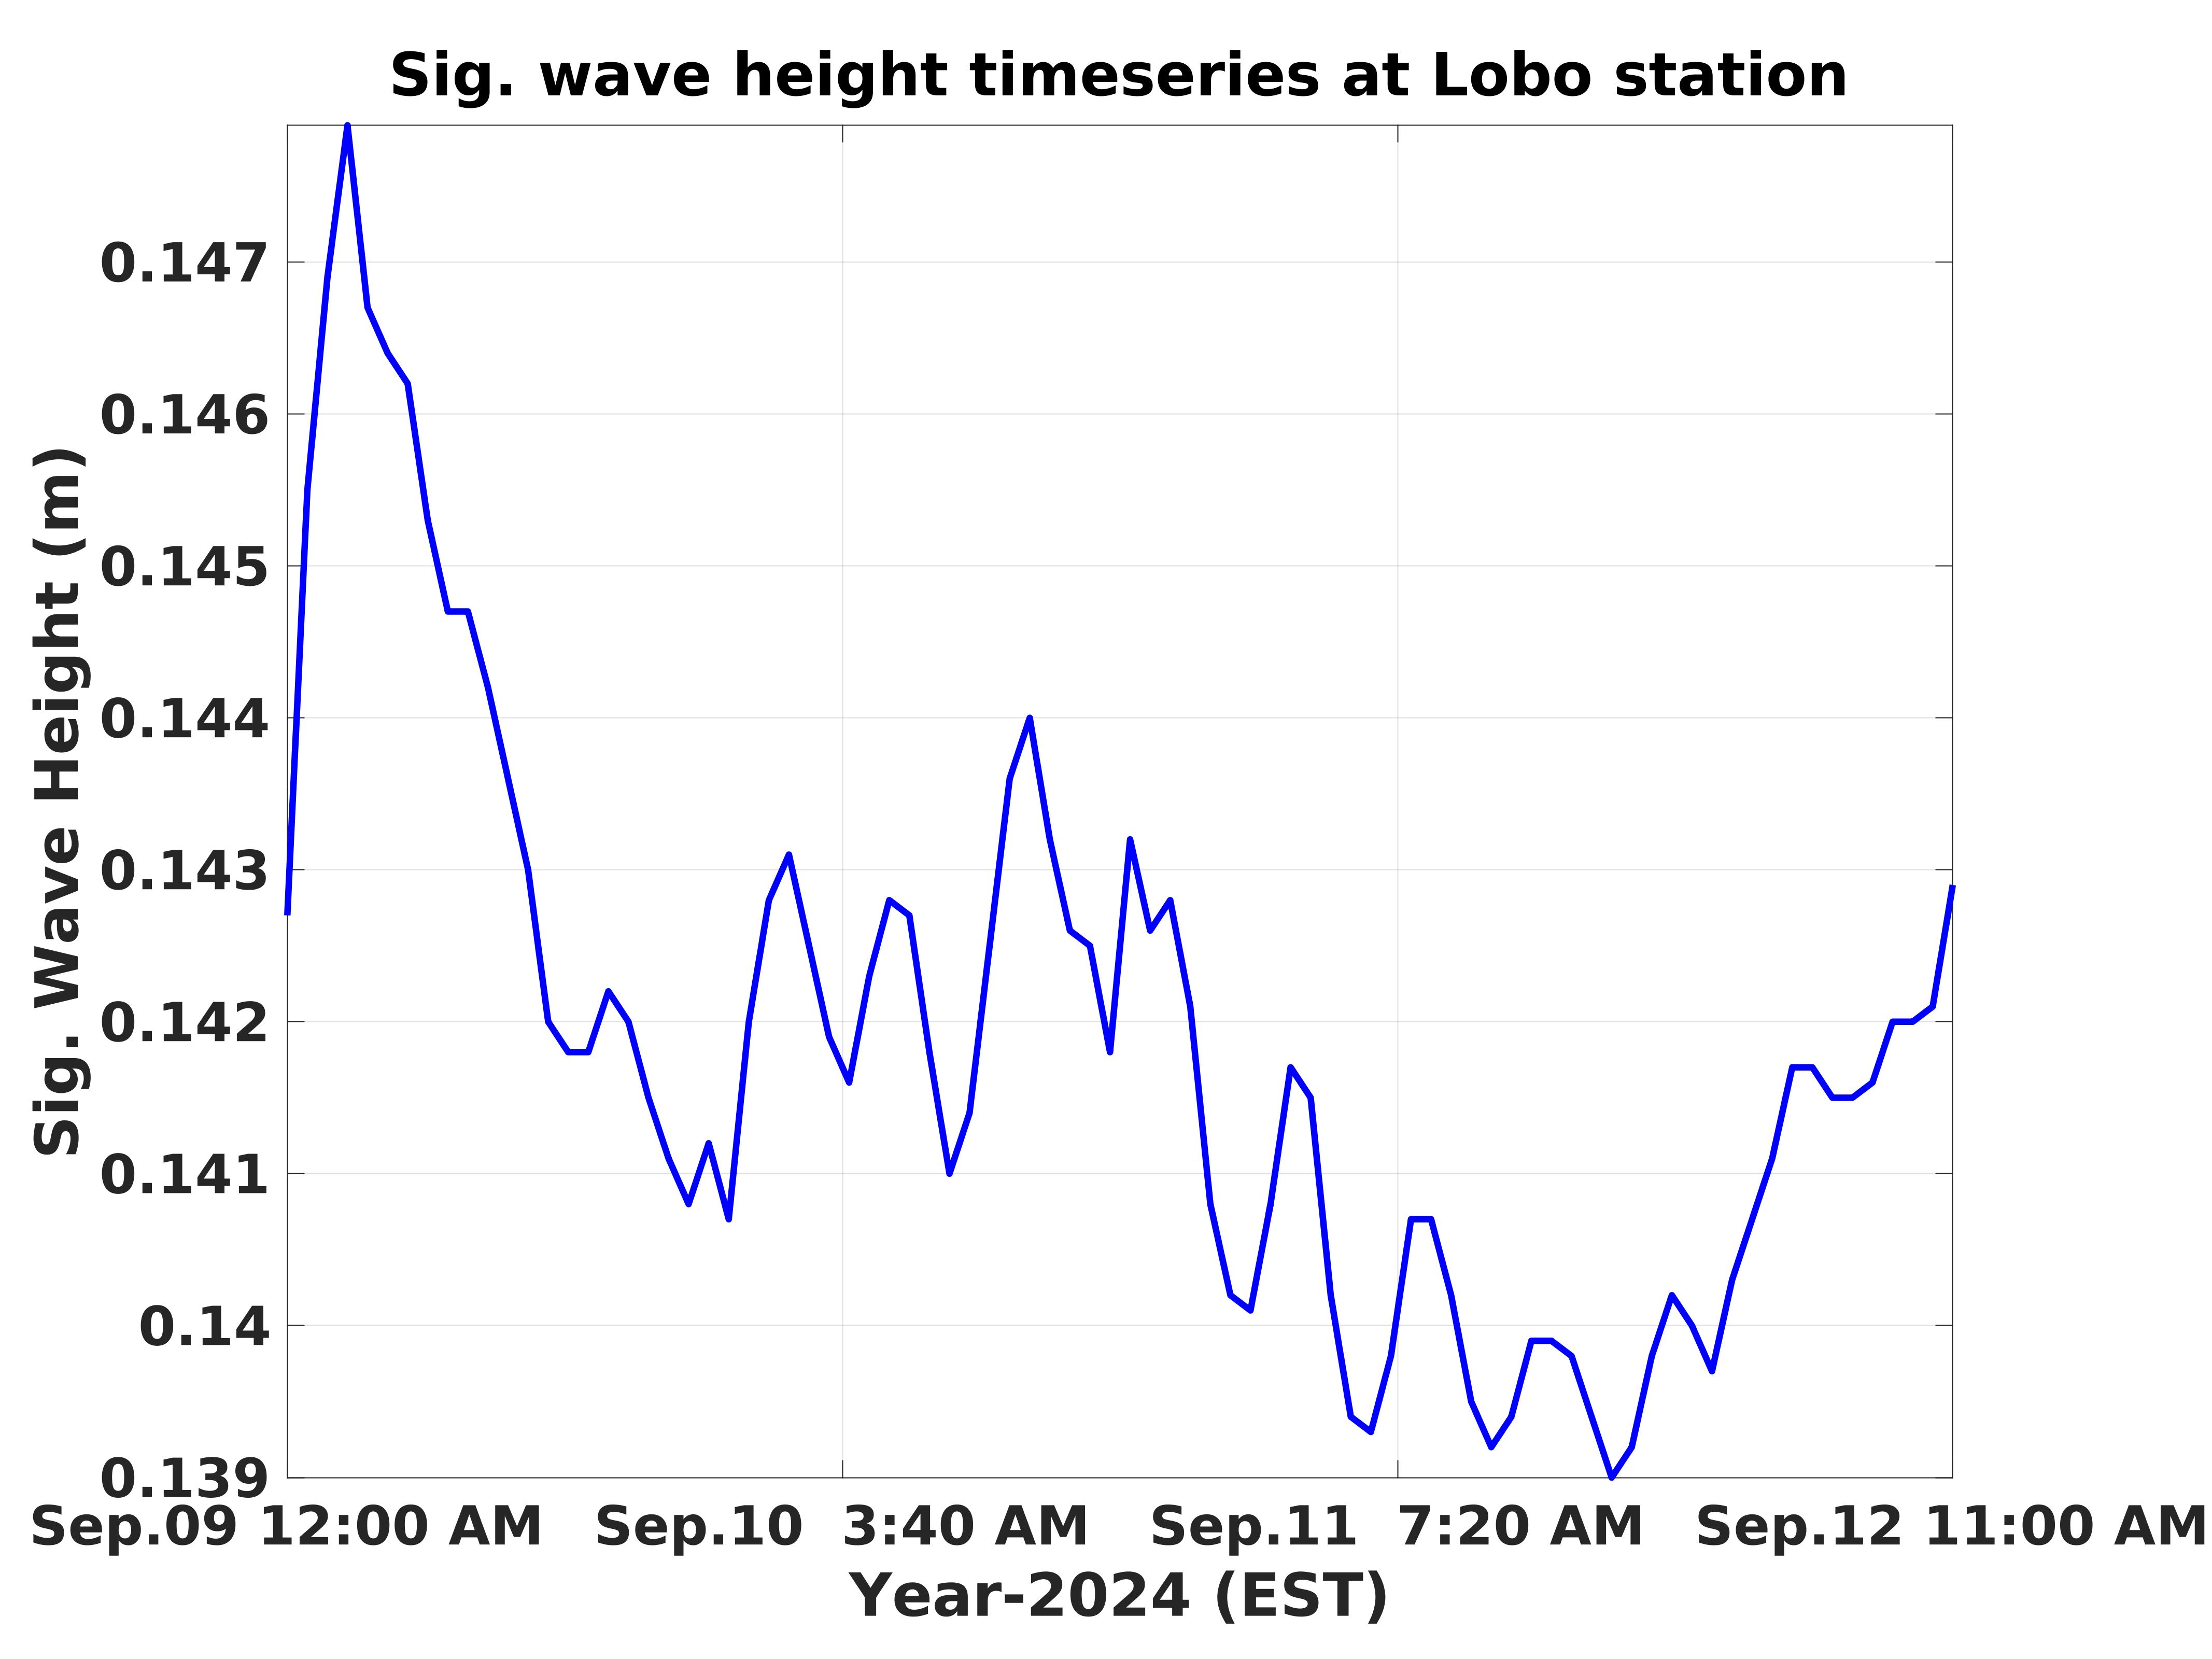 Sig. wave height timeseries at Lobo station
Sig. Wave Height (m)
0.147
0.146
0.145
0.144
0.143
0.142
0.141
0.14
0.139
Sep.09 12:00 AM Sep.10 3:40 AM Sep.11 7:20 AM Sep.12 11:00 AM
Year-2024 (EST)